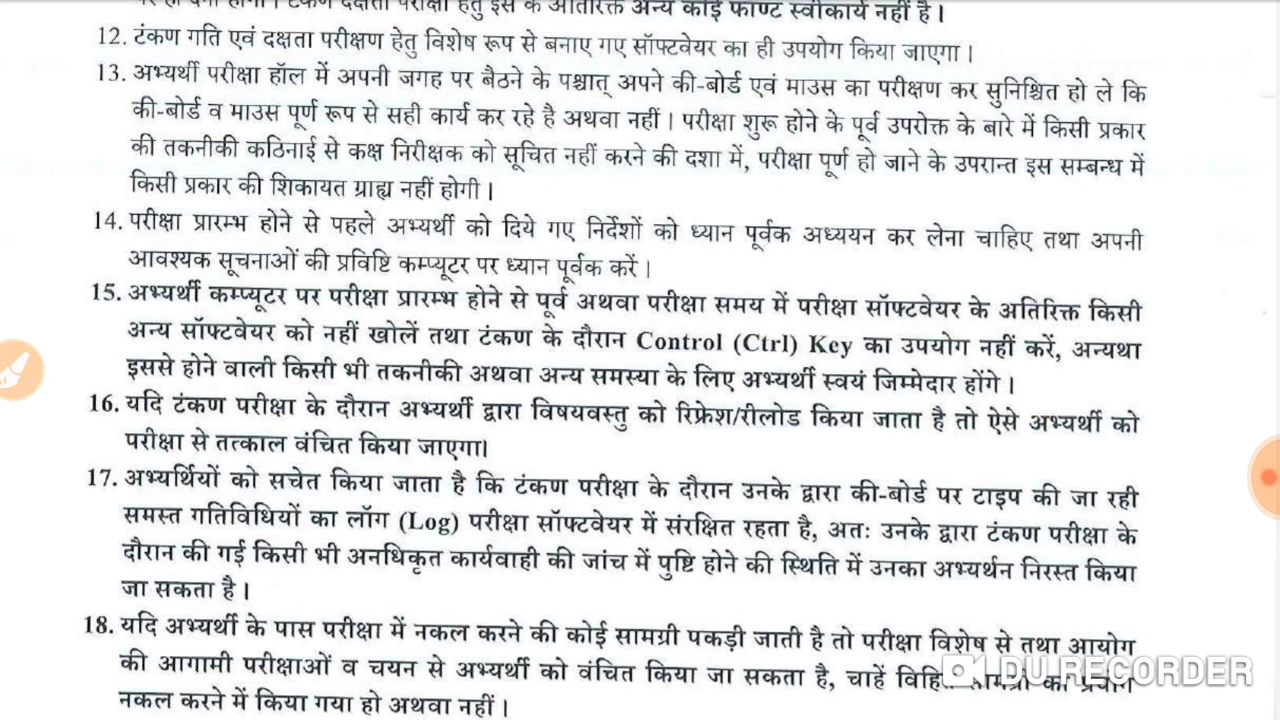 पर ही देना होगी। टंकण दक्षता परीक्षा हेतु इस के अतिरिक्त अन्य कोई फाण्ट स्वीकार्य नहीं है।
12. टंकण गति एवं दक्षता परीक्षण हेतु विशेष रूप से बनाए गए सॉफ्टवेयर का ही उपयोग किया जाएगा।
13. अभ्यर्थी परीक्षा हॉल में अपनी जगह पर बैठने के पश्चात् अपने की-बोर्ड एवं माउस का परीक्षण कर सुनिश्चित हो ले कि
की-बोर्ड व माउस पूर्ण रूप से सही कार्य कर रहे है अथवा नहीं। परीक्षा शुरू होने के पूर्व उपरोक्त के बारे में किसी प्रकार
की तकनीकी कठिनाई से कक्ष निरीक्षक को सूचित नहीं करने की दशा में, परीक्षा पूर्ण हो जाने के उपरान्त इस सम्बन्ध में
किसी प्रकार की शिकायत ग्राह्य नहीं होगी।
14. परीक्षा प्रारम्भ होने से पहले अभ्यर्थी को दिये गए निर्देशों को ध्यान पूर्वक अध्ययन कर लेना चाहिए तथा अपनी
आवश्यक सूचनाओं की प्रविष्टि कम्प्यूटर पर ध्यान पूर्वक करें।
15. अभ्यर्थी कम्प्यूटर पर परीक्षा प्रारम्भ होने से पूर्व अथवा परीक्षा समय में परीक्षा सॉफ्टवेयर के अतिरिक्त किसी
अन्य सॉफ्टवेयर को नहीं खोलें तथा टंकण के दौरान Control (Ctrl) Key का उपयोग नहीं करें, अन्यथा
इससे होने वाली किसी भी तकनीकी अथवा अन्य समस्या के लिए अभ्यर्थी स्वयं जिम्मेदार होंगे।
16. यदि टंकण परीक्षा के दौरान अभ्यर्थी द्वारा विषयवस्तु को रिफ्रेश/रीलोड किया जाता है तो ऐसे अभ्यर्थी को
परीक्षा से तत्काल वंचित किया जाएगा।
17. अभ्यर्थियों को सचेत किया जाता है कि टंकण परीक्षा के दौरान उनके द्वारा की-बोर्ड पर टाइप की जा रही
समस्त गतिविधियों का लॉग (Log) परीक्षा सॉफ्टवेयर में संरक्षित रहता है, अतः उनके द्वारा टंकण परीक्षा के
दौरान की गई किसी भी अनधिकृत कार्यवाही की जांच में पुष्टि होने की स्थिति में उनका अभ्यर्थन निरस्त किया
जा सकता है।
18. यदि अभ्यर्थी के पास परीक्षा में नकल करने की कोई सामग्री पकड़ी जाती है तो परीक्षा विशेष से तथा आयोग
की आगामी परीक्षाओं व चयन से अभ्यर्थी को वंचित किया जा सकता है, चाहें
नकल करने में किया गया हो अथवा नहीं।
DU RECORDER